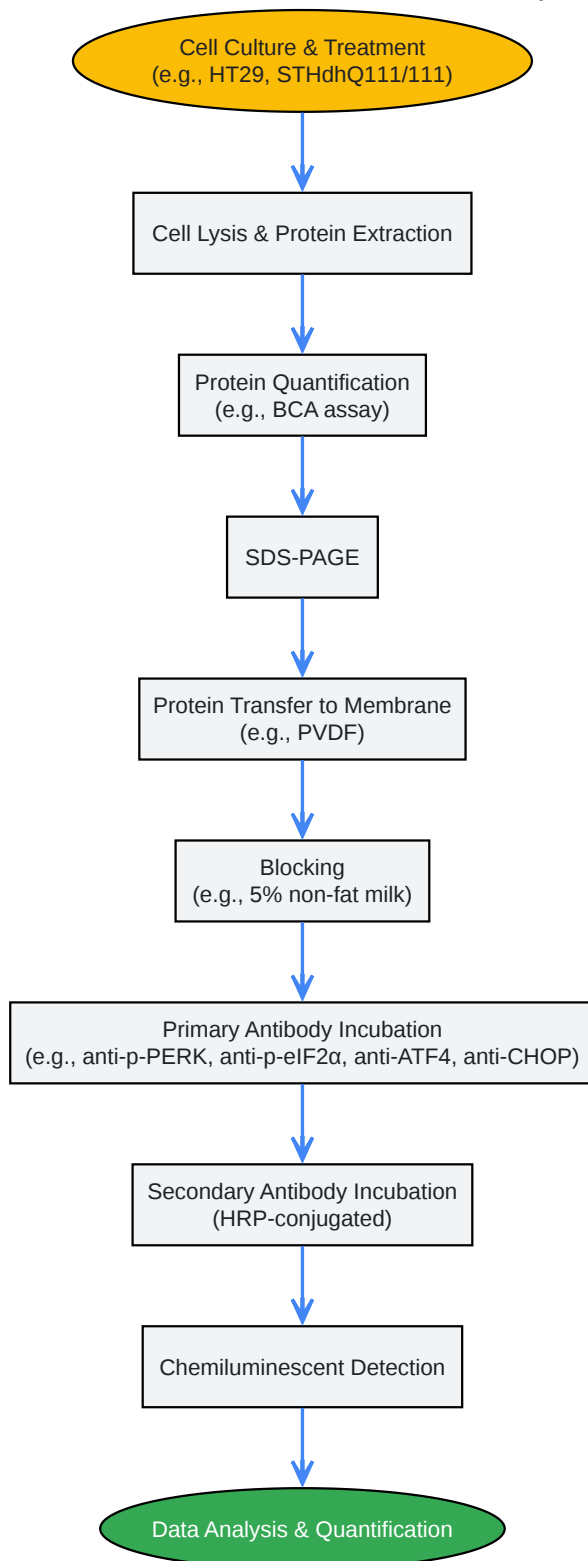 Cell Culture & Treatment
(e.g., HT29, STHdhQ111/111)
Cell Lysis & Protein Extraction
Protein Quantification
(e.g., BCA assay)
SDS-PAGE
Protein Transfer to Membrane
(e.g., PVDF)
Blocking
(e.g., 5% non-fat milk)
Primary Antibody Incubation
(e.g., anti-p-PERK, anti-p-eIF2α, anti-ATF4, anti-CHOP)
Secondary Antibody Incubation
(HRP-conjugated)
Chemiluminescent Detection
Data Analysis & Quantification